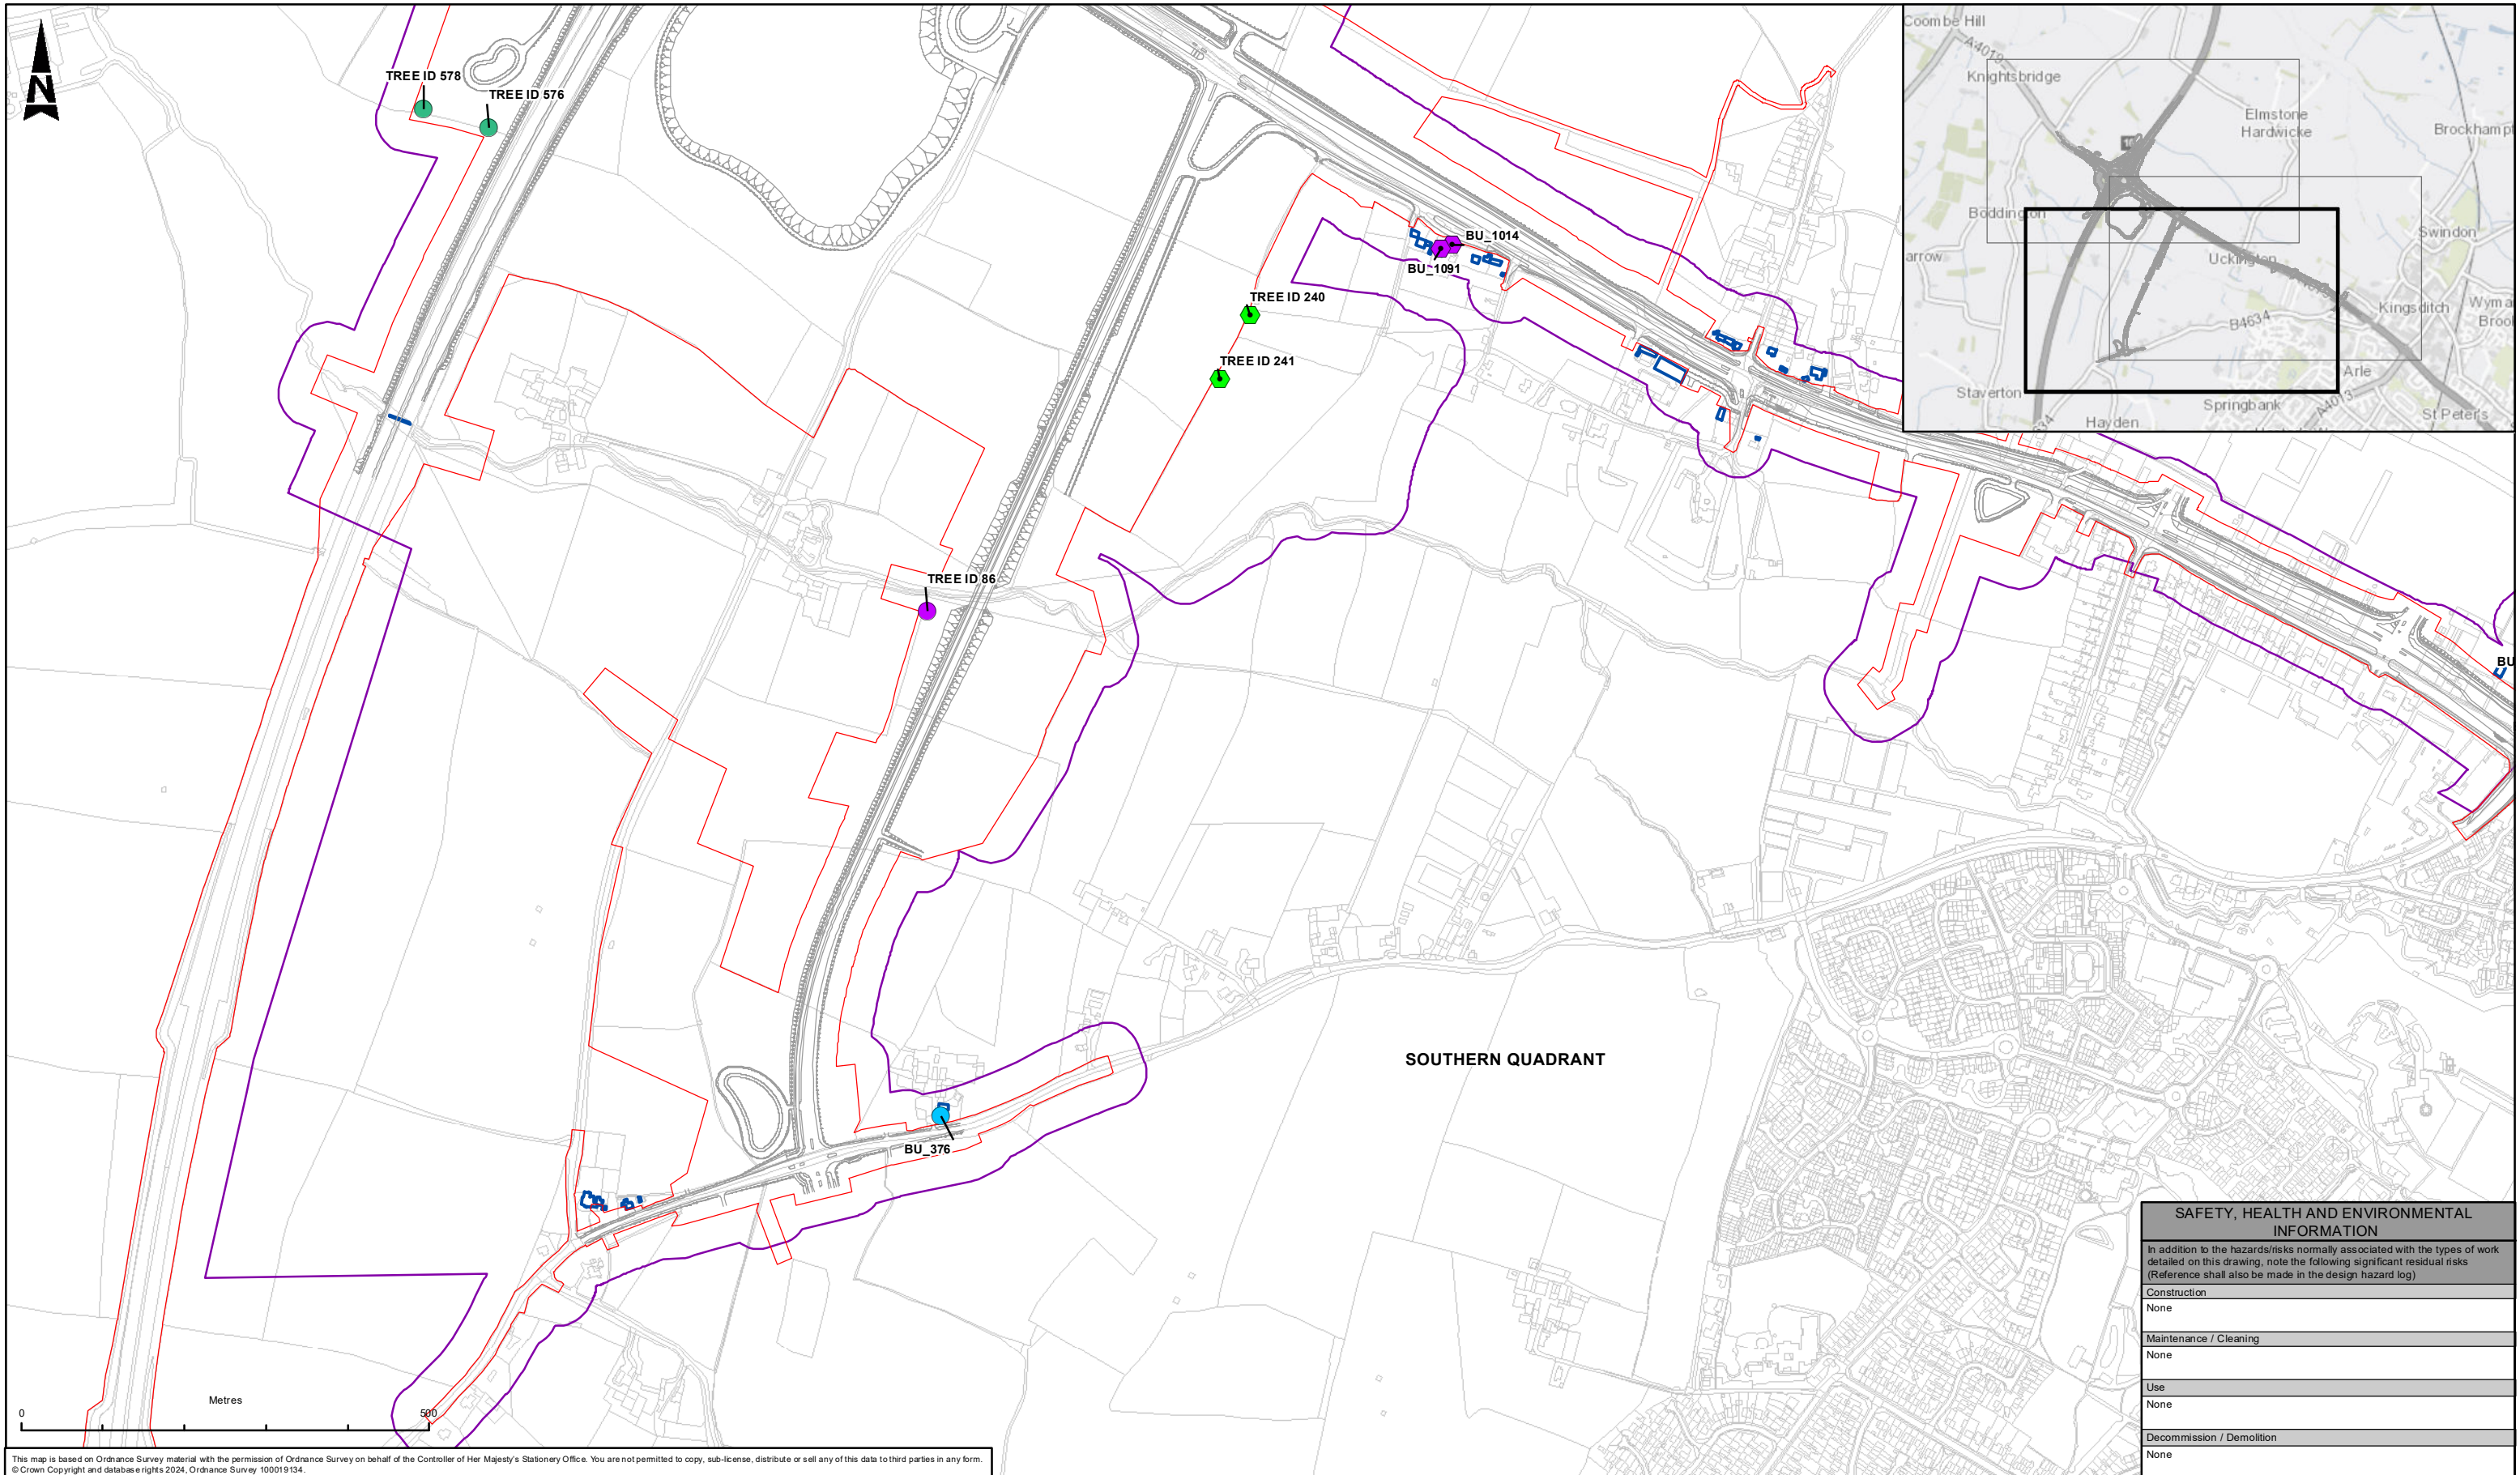 N
TREE ID 578
TREE ID 576
BU_1014
BU_1091
TREE ID 240
TREE ID 241
TREE ID 86
BU_376
BU
SOUTHERN QUADRANT
Coombe Hill
A4019
Knightsbridge
Elmstone
Hardwicke
Brockhampt
10
Boddington
Swindon
arrow
Uckington
Kingsditch
Wyma
Brook
B4634
Arle
Staverton
Springbank
A4013
St Peter's
Hayden
Metres
0
500
SAFETY, HEALTH AND ENVIRONMENTAL
INFORMATION
In addition to the hazards/risks normally associated with the types of work
detailed on this drawing, note the following significant residual risks
(Reference shall also be made in the design hazard log)
Construction
None
Maintenance / Cleaning
None
Use
None
Decommission / Demolition
None
This map is based on Ordnance Survey material with the permission of Ordnance Survey on behalf of the Controller of Her Majesty's Stationery Office. You are not permitted to copy, sub-license, distribute or sell any of this data to third parties in any form.
© Crown Copyright and database rights 2024, Ordnance Survey 100019134.